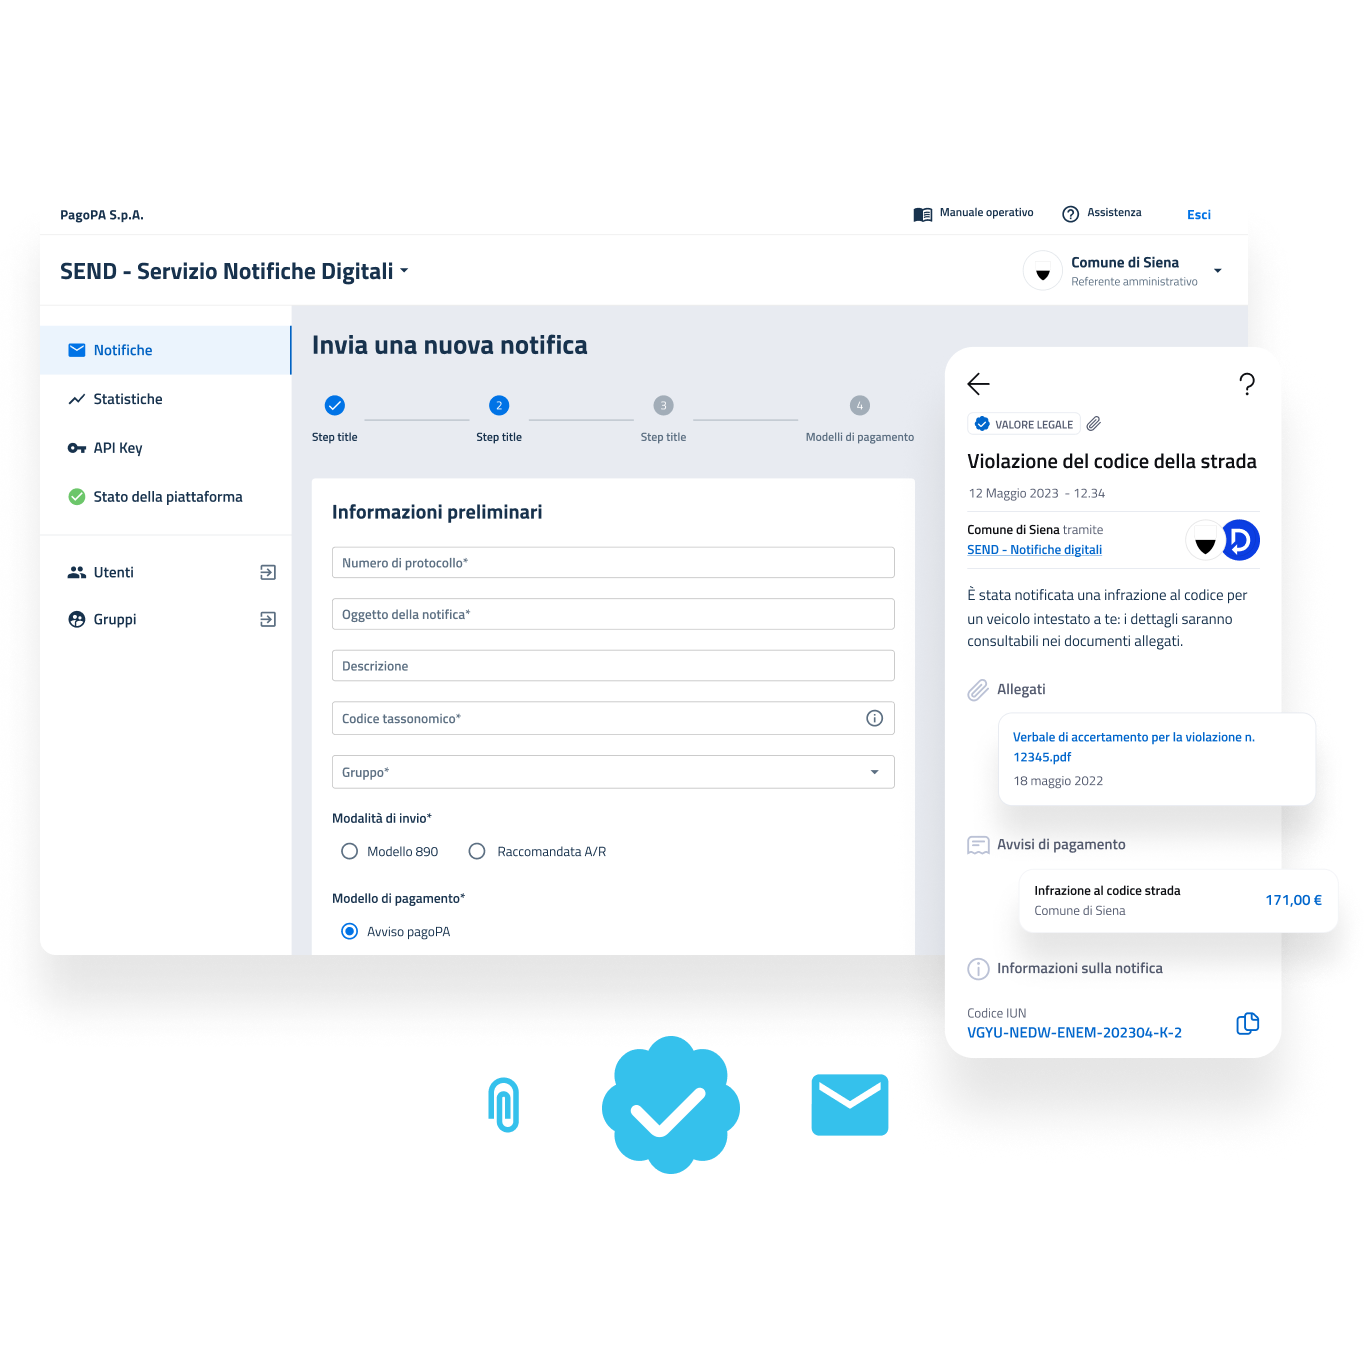 PagoPA S.p.A.
Manuale operativo
Assistenza
Esci
SEND - Servizio Notifiche Digitali
Comune di Siena
Referente amministrativo
Notifiche
Statistiche
API Key
Stato della piattaforma
Utenti
Gruppi
Invia una nuova notifica
2
3
4
Step title
Step title
Step title
Modelli di pagamento
Informazioni preliminari
Numero di protocollo*
Oggetto della notifica*
Descrizione
Codice tassonomico*
Gruppo*
Modalità di invio*
Modello 890
Raccomandata A/R
Modello di pagamento*
Avviso pagoPA
VALORE LEGALE
Violazione del codice della strada
12 Maggio 2023 - 12.34
Comune di Siena tramite
SEND - Notifiche digitali
È stata notificata una infrazione al codice per
un veicolo intestato a te: i dettagli saranno
consultabili nei documenti allegati.
Allegati
Verbale di accertamento per la violazione n.
12345.pdf
18 maggio 2022
Avvisi di pagamento
Infrazione al codice strada
Comune di Siena
171,00 €
Informazioni sulla notifica
Codice IUN
VGYU-NEDW-ENEM-202304-K-2